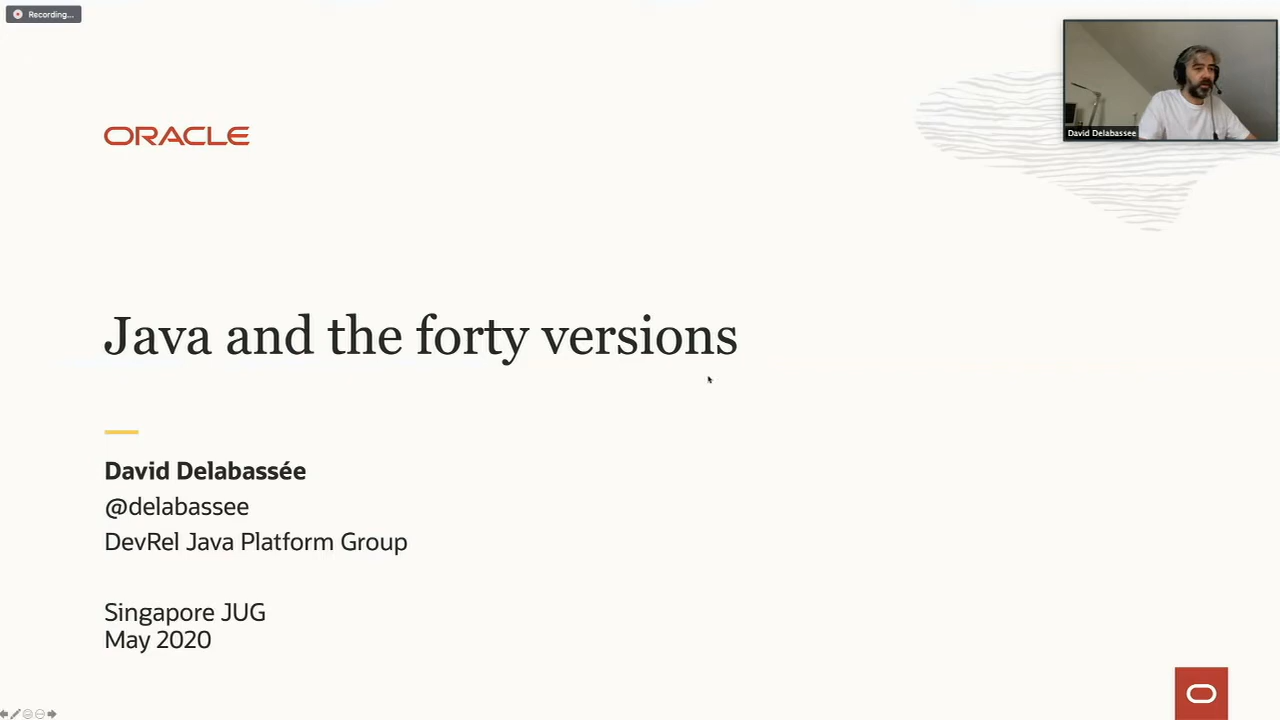 Recording...
David Delabassee
ORACLE
Java and the forty versions
David Delabassée
@delabassee
DevRel Java Platform Group
Singapore JUG
May 2020